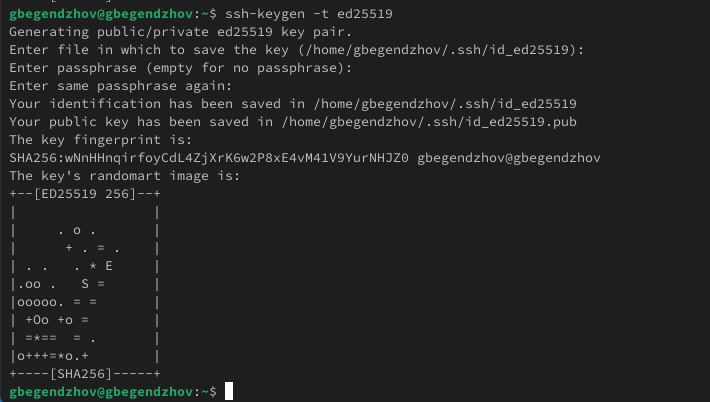 gbegendzhov@gbegendzhov:~$ ssh-keygen -t ed25519
Generating public/private ed25519 key pair.
Enter file in which to save the key (/home/gbegendzhov/.ssh/id_ed25519):
Enter passphrase (empty for no passphrase):
Enter same passphrase again:
Your identification has been saved in /home/gbegendzhov/.ssh/id_ed25519
Your public key has been saved in /home/gbegendzhov/.ssh/id_ed25519.pub
The key fingerprint is:
SHA256:wNnHHnqirfoyCdL4ZjXrK6w2P8xE4vM41V9YurNHJZ0 gbegendzhov@gbegendzhov
The key's randomart image is:
+--[ED25519 256]--+
|                 |
|     . o .       |
|      + . = .    |
| . .   . * E     |
|.oo .   S =      |
|ooooo. = =       |
| +Oo +o =        |
| =*==  = .       |
|o+++=*o.+        |
+----[SHA256]-----+
gbegendzhov@gbegendzhov:~$